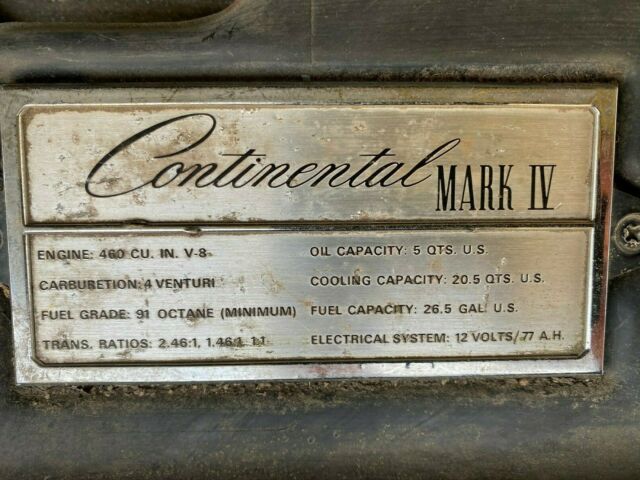 Continental MARK IV
ENGINE: 460 CU. IN. V-8
CARBURETION: 4 VENTURI
FUEL GRADE: 91 OCTANE (MINIMUM)
TRANS. RATIOS: 2.46:1, 1.46:1, 1:1
OIL CAPACITY: 5 QTS. U.S.
COOLING CAPACITY: 20.5 QTS. U.S.
FUEL CAPACITY: 26.5 GAL. U.S.
ELECTRICAL SYSTEM: 12 VOLTS/77 A.H.